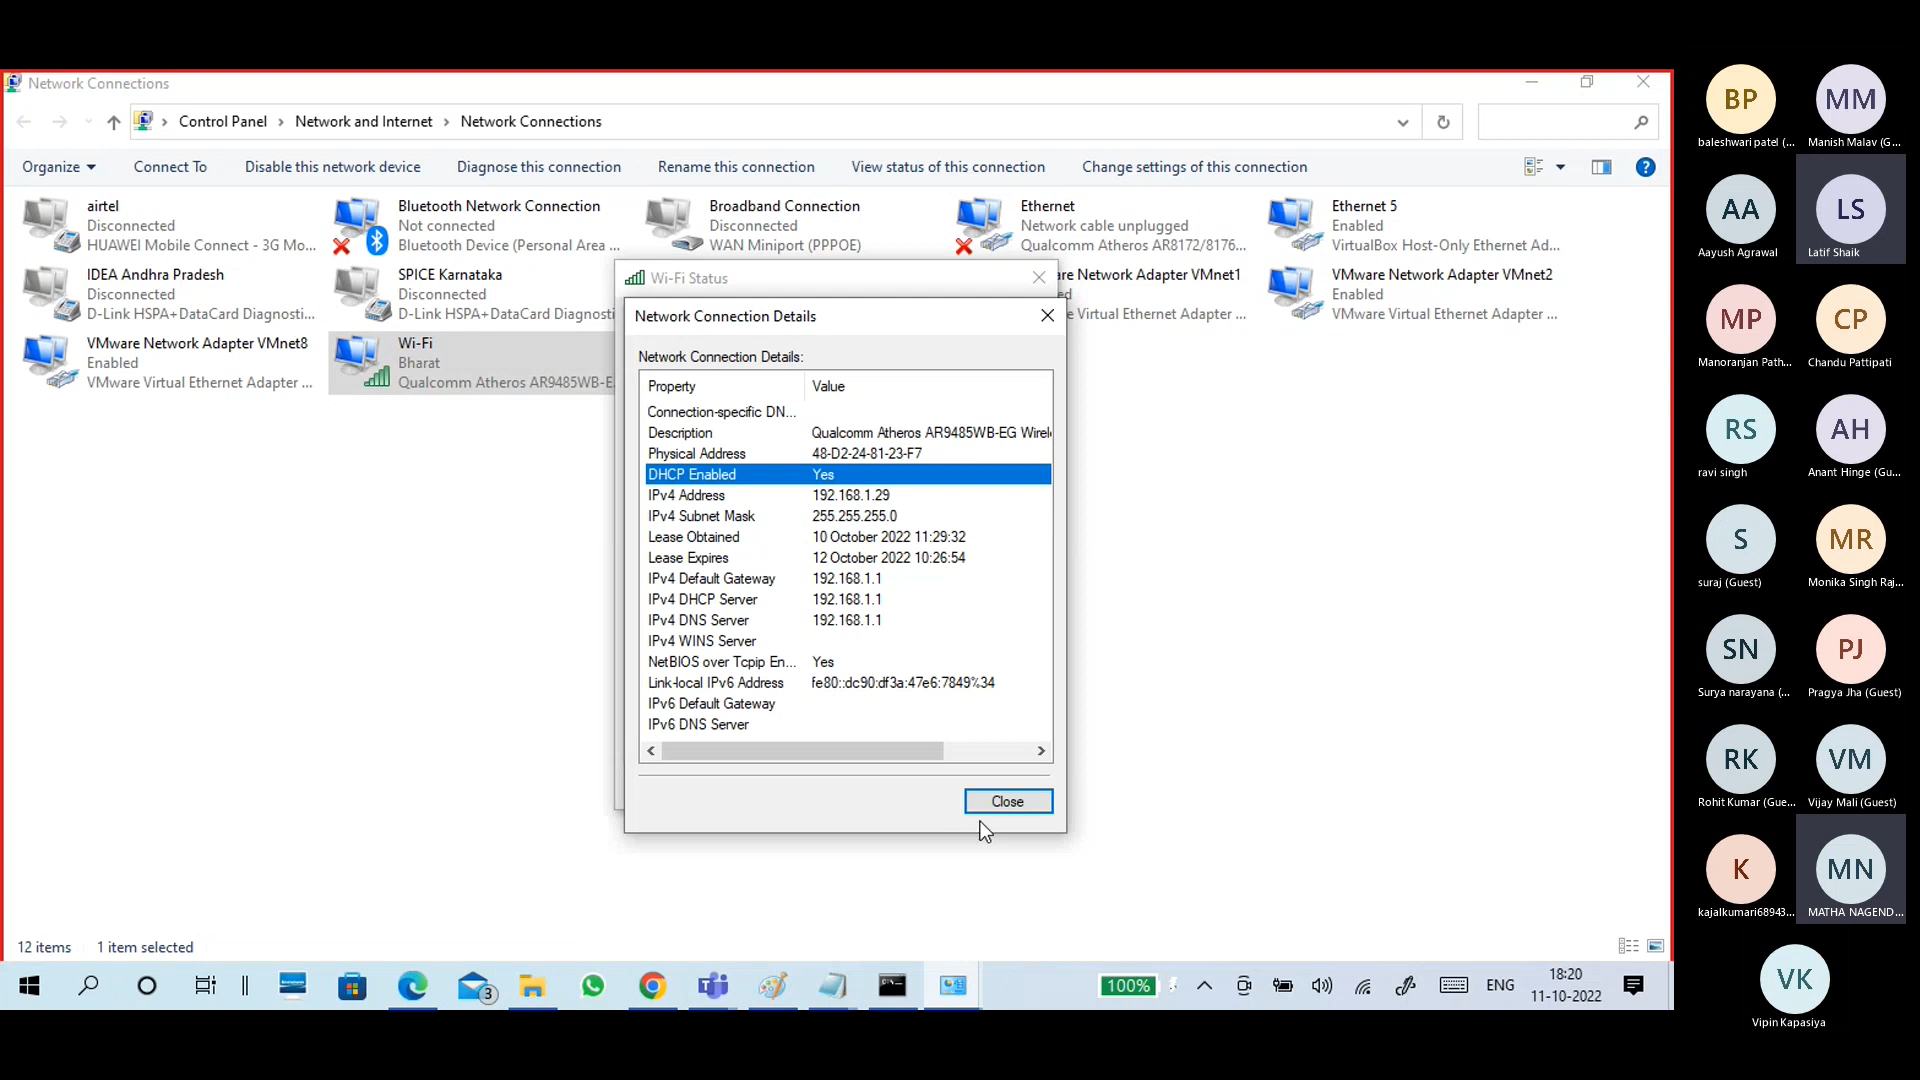 Network Connections
Control Panel > Network and Internet > Network Connections
Organize Connect To Disable this network device Diagnose this connection Rename this connection View status of this connection Change settings of this connection
airtel
Disconnected
HUAWEI Mobile Connect - 3G Mo...
Bluetooth Network Connection
Not connected
Bluetooth Device (Personal Area ...
Broadband Connection
Disconnected
WAN Miniport (PPPOE)
Ethernet
Network cable unplugged
Qualcomm Atheros AR8172/8176...
Ethernet 5
Enabled
VirtualBox Host-Only Ethernet Ad...
IDEA Andhra Pradesh
Disconnected
D-Link HSPA+DataCard Diagnosti...
SPICE Karnataka
Disconnected
D-Link HSPA+DataCard Diagnosti
re Network Adapter VMnet1
ed
e Virtual Ethernet Adapter ...
VMware Network Adapter VMnet2
Enabled
VMware Virtual Ethernet Adapter ...
VMware Network Adapter VMnet8
Enabled
VMware Virtual Ethernet Adapter ...
Wi-Fi
Bharat
Qualcomm Atheros AR9485WB-E
Wi-Fi Status
Network Connection Details
Network Connection Details:
Property Value
Connection-specific DN...
Description Qualcomm Atheros AR9485WB-EG Wirel
Physical Address 48-D2-24-81-23-F7
DHCP Enabled Yes
IPv4 Address 192.168.1.29
IPv4 Subnet Mask 255.255.255.0
Lease Obtained 10 October 2022 11:29:32
Lease Expires 12 October 2022 10:26:54
IPv4 Default Gateway 192.168.1.1
IPv4 DHCP Server 192.168.1.1
IPv4 DNS Server 192.168.1.1
IPv4 WINS Server
NetBIOS over Tcpip En... Yes
Link-local IPv6 Address fe80::dc90:df3a:47e6:7849%34
IPv6 Default Gateway
IPv6 DNS Server
Close
12 items 1 item selected
3
100%
ENG
18:20
11-10-2022
BP MM
baleshwari patel (... Manish Malav (G...
AA LS
Aayush Agrawal Latif Shaik
MP CP
Manoranjan Path... Chandu Pattipati
RS AH
ravi singh Anant Hinge (Gu...
S MR
suraj (Guest) Monika Singh Raj...
SN PJ
Surya narayana (... Pragya Jha (Guest)
RK VM
Rohit Kumar (Gue... Vijay Mali (Guest)
K MN
kajalkumari68943... MATHA NAGEND...
VK
Vipin Kapasiya